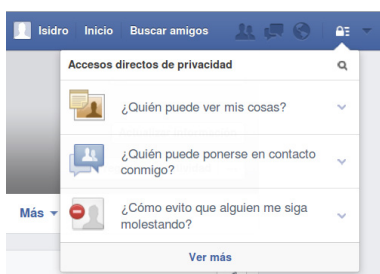 Isidro Inicio Buscar amigos
Accesos directos de privacidad
¿Quién puede ver mis cosas?
¿Quién puede ponerse en contacto
conmigo?
¿Cómo evito que alguien me siga
molestando?
Más
Ver más